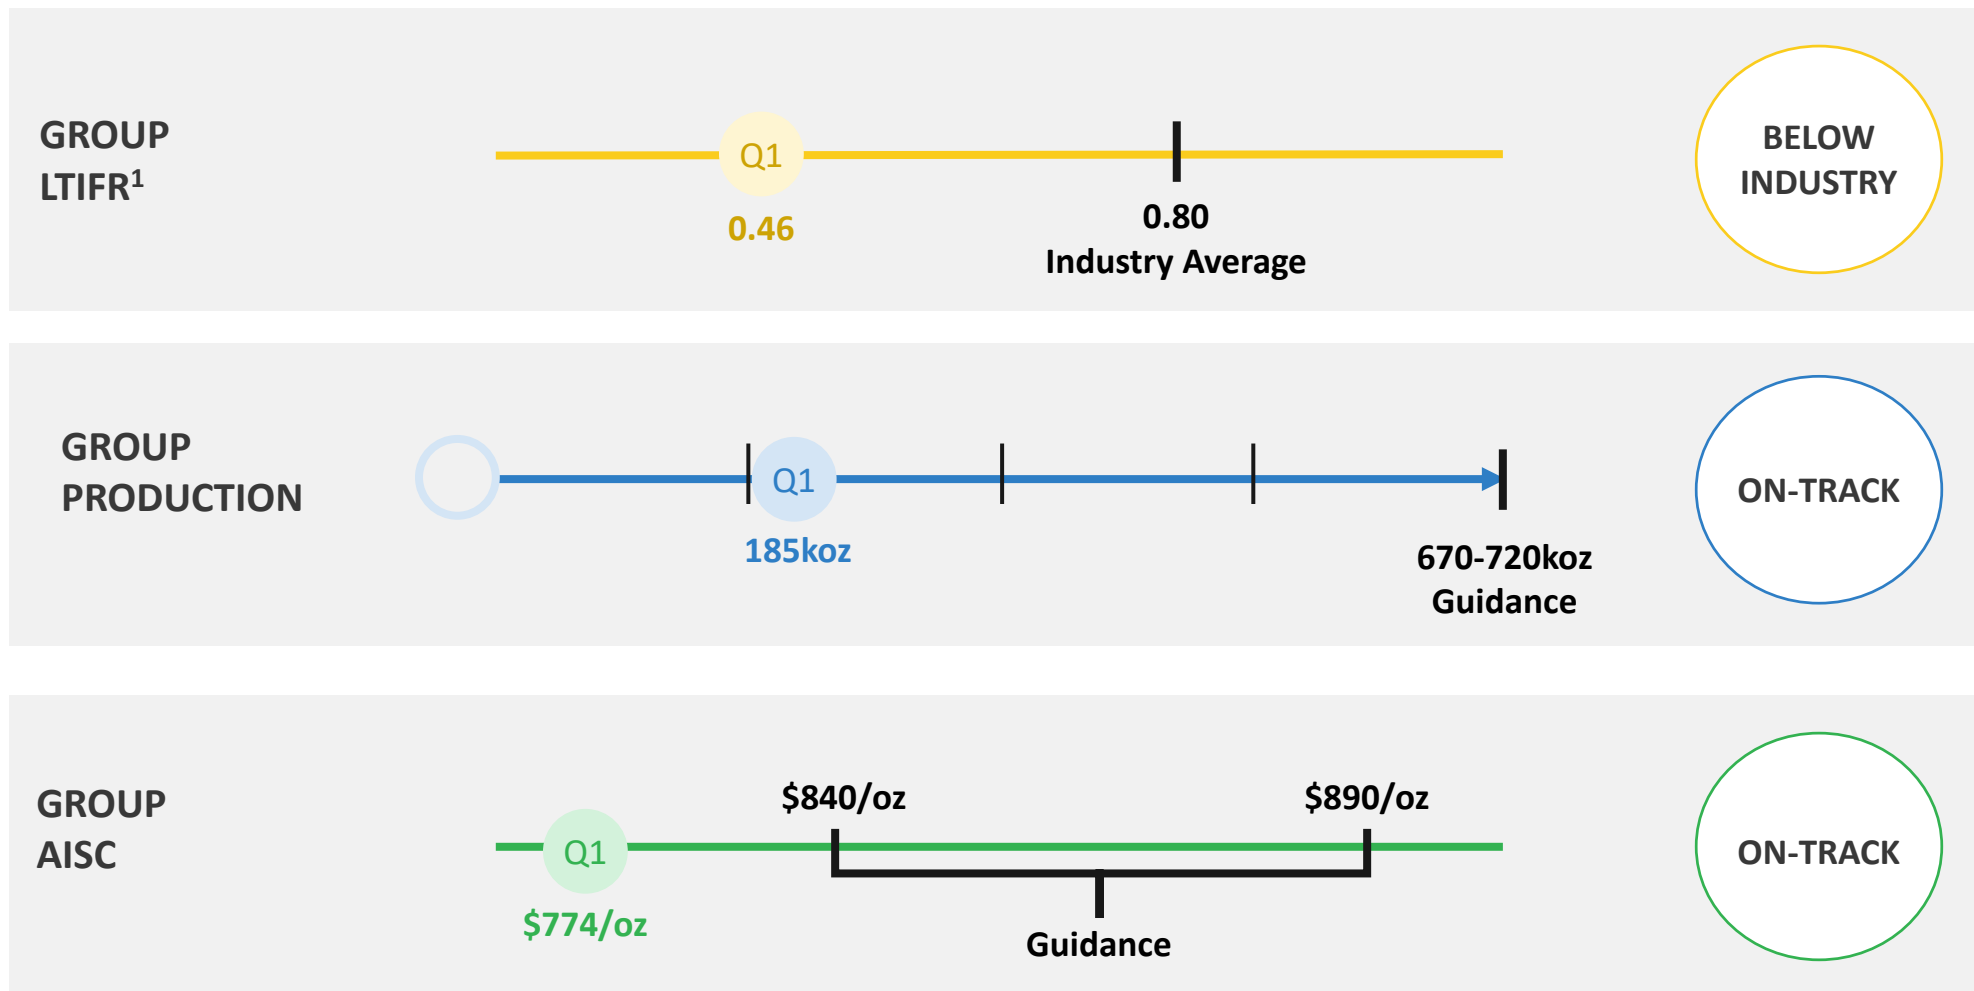 GROUP
LTIFR¹
Q1
0.46
0.80
Industry Average
BELOW
INDUSTRY
GROUP
PRODUCTION
Q1
185koz
670-720koz
Guidance
ON-TRACK
GROUP
AISC
Q1
$774/oz
$840/oz
$890/oz
Guidance
ON-TRACK